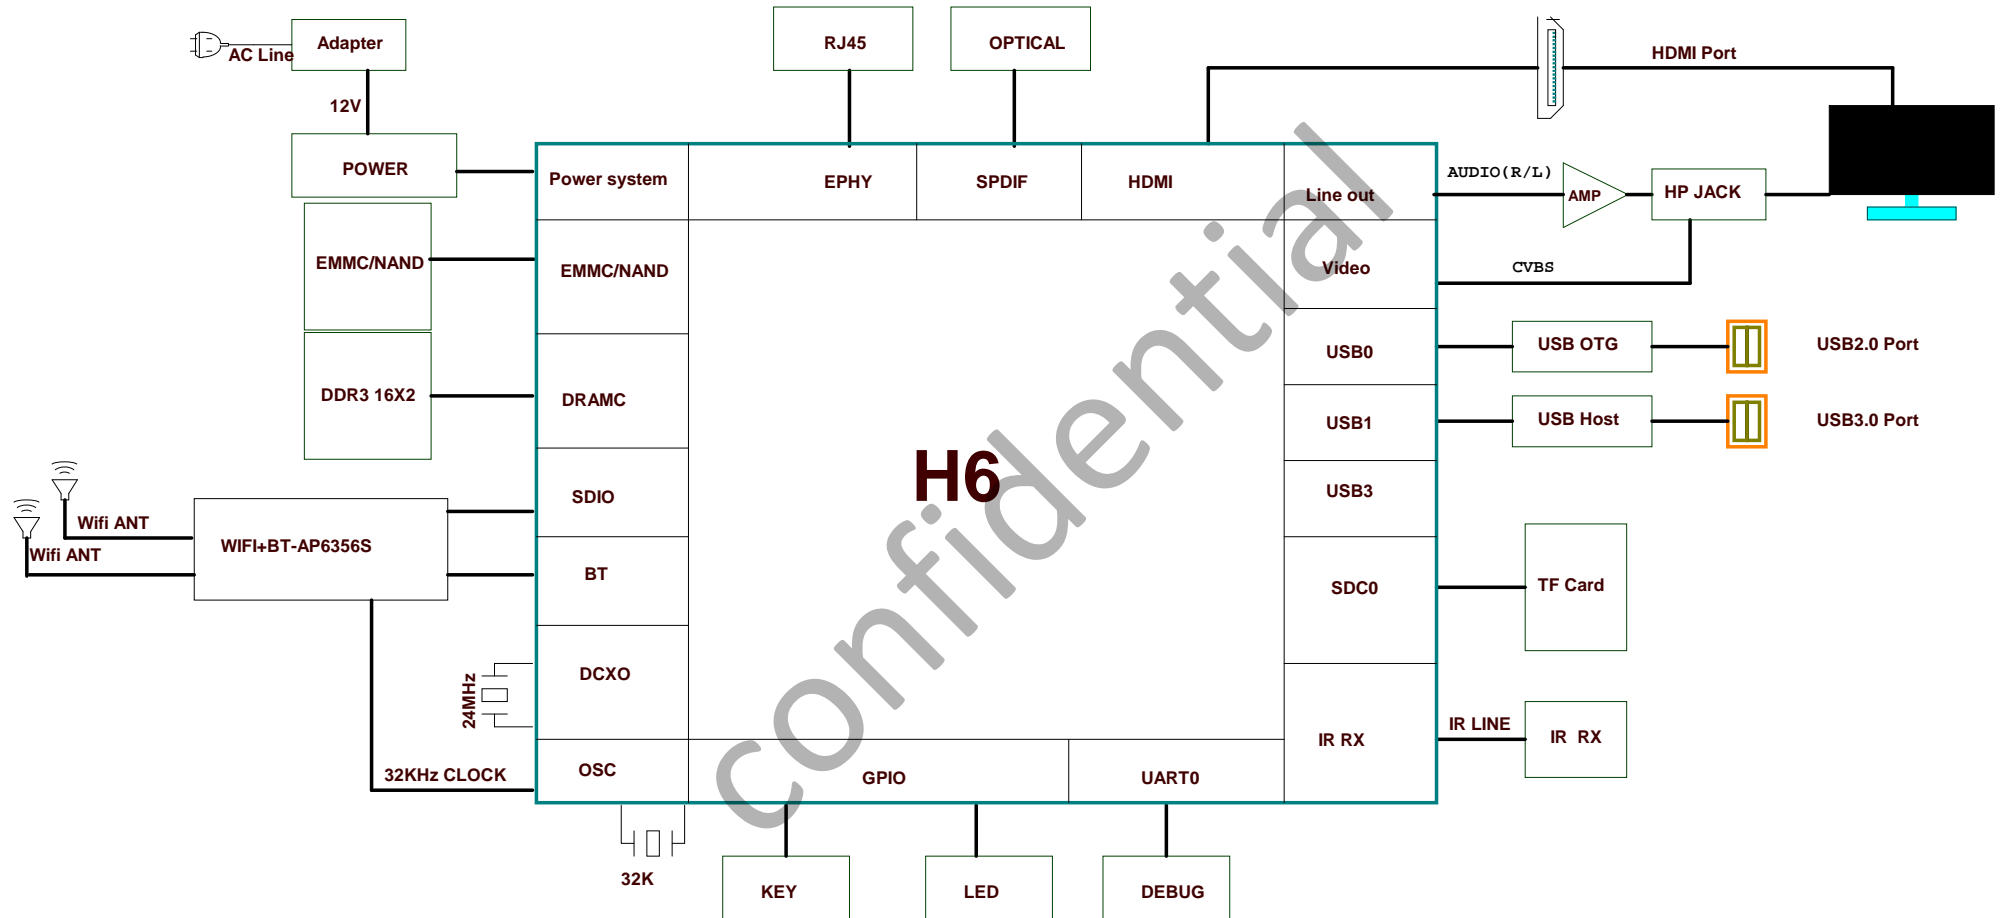 Adapter
AC Line
RJ45
OPTICAL
HDMI Port
12V
POWER
Power system
EPHY
SPDIF
HDMI
Line out
AUDIO(R/L)
AMP
HP JACK
EMMC/NAND
EMMC/NAND
Video
CVBS
USB0
USB OTG
USB2.0 Port
DDR3 16X2
DRAMC
USB1
USB Host
USB3.0 Port
H6
SDIO
USB3
Wifi ANT
Wifi ANT
WIFI+BT-AP6356S
BT
SDC0
TF Card
DCXO
24MHz
IR RX
IR LINE
IR  RX
32KHz CLOCK
OSC
GPIO
UART0
32K
KEY
LED
DEBUG
confidential